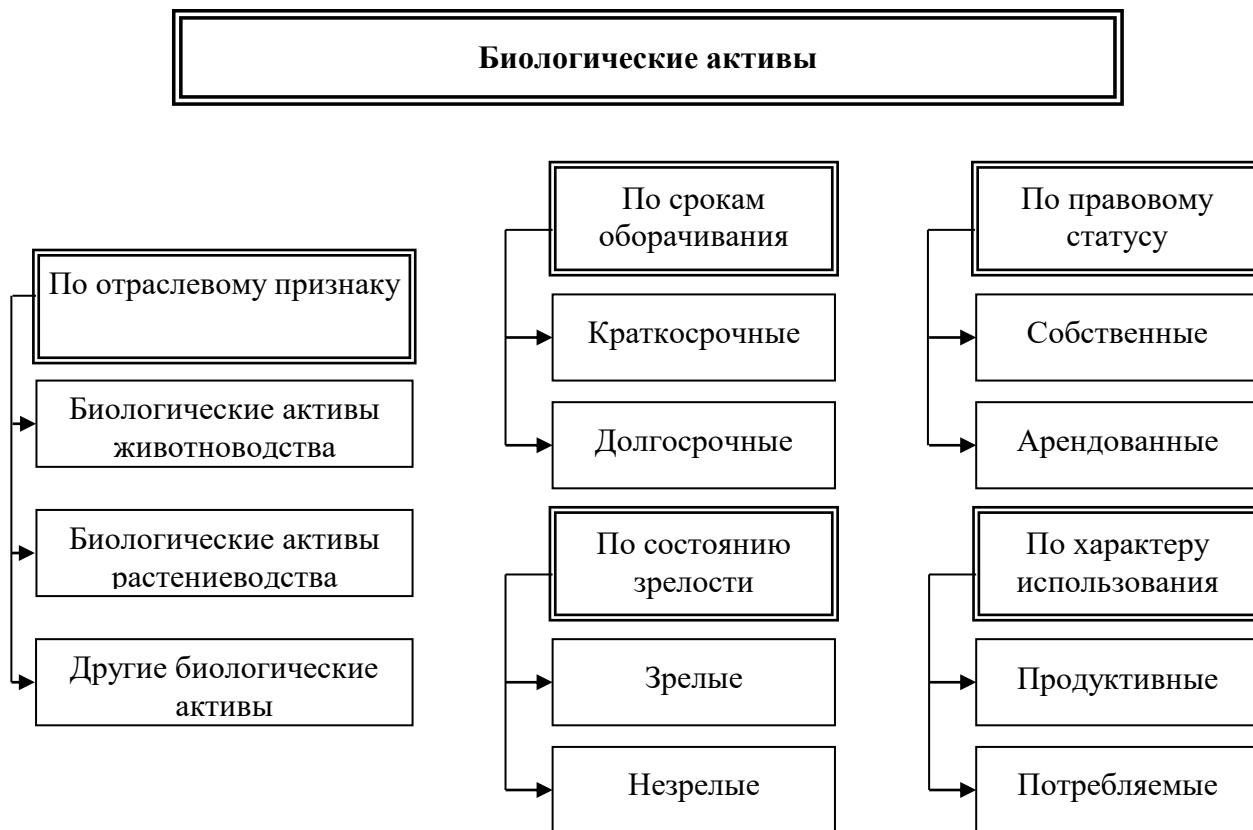 Биологические активы
По отраслевому признаку
Биологические активы
животноводства
Биологические активы
растениеводства
Другие биологические
активы
По срокам
оборачивания
Краткосрочные
Долгосрочные
По состоянию
зрелости
Зрелые
Незрелые
По правовому
статусу
Собственные
Арендованные
По характеру
использования
Продуктивные
Потребляемые